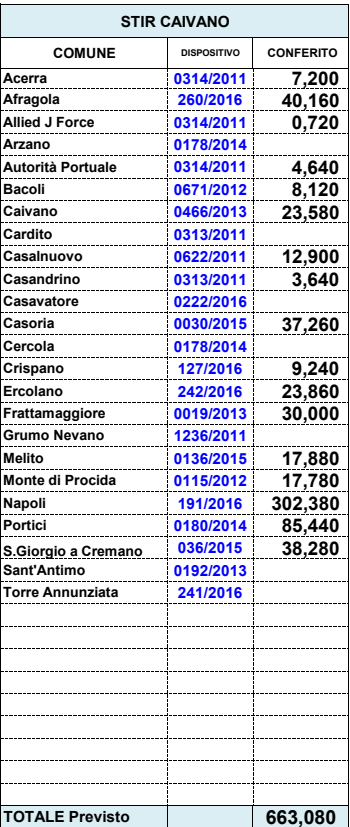 STIR CAIVANO
COMUNE DISPOSITIVO CONFERITO
Acerra 0314/2011 7,200
Afragola 260/2016 40,160
Allied J Force 0314/2011 0,720
Arzano 0178/2014
Autorità Portuale 0314/2011 4,640
Bacoli 0671/2012 8,120
Caivano 0466/2013 23,580
Cardito 0313/2011
Casalnuovo 0622/2011 12,900
Casandrino 0313/2011 3,640
Casavatore 0222/2016
Casoria 0030/2015 37,260
Cercola 0178/2014
Crispano 127/2016 9,240
Ercolano 242/2016 23,860
Frattamaggiore 0019/2013 30,000
Grumo Nevano 1236/2011
Melito 0136/2015 17,880
Monte di Procida 0115/2012 17,780
Napoli 191/2016 302,380
Portici 0180/2014 85,440
S.Giorgio a Cremano 036/2015 38,280
Sant'Antimo 0192/2013
Torre Annunziata 241/2016
TOTALE Previsto 663,080